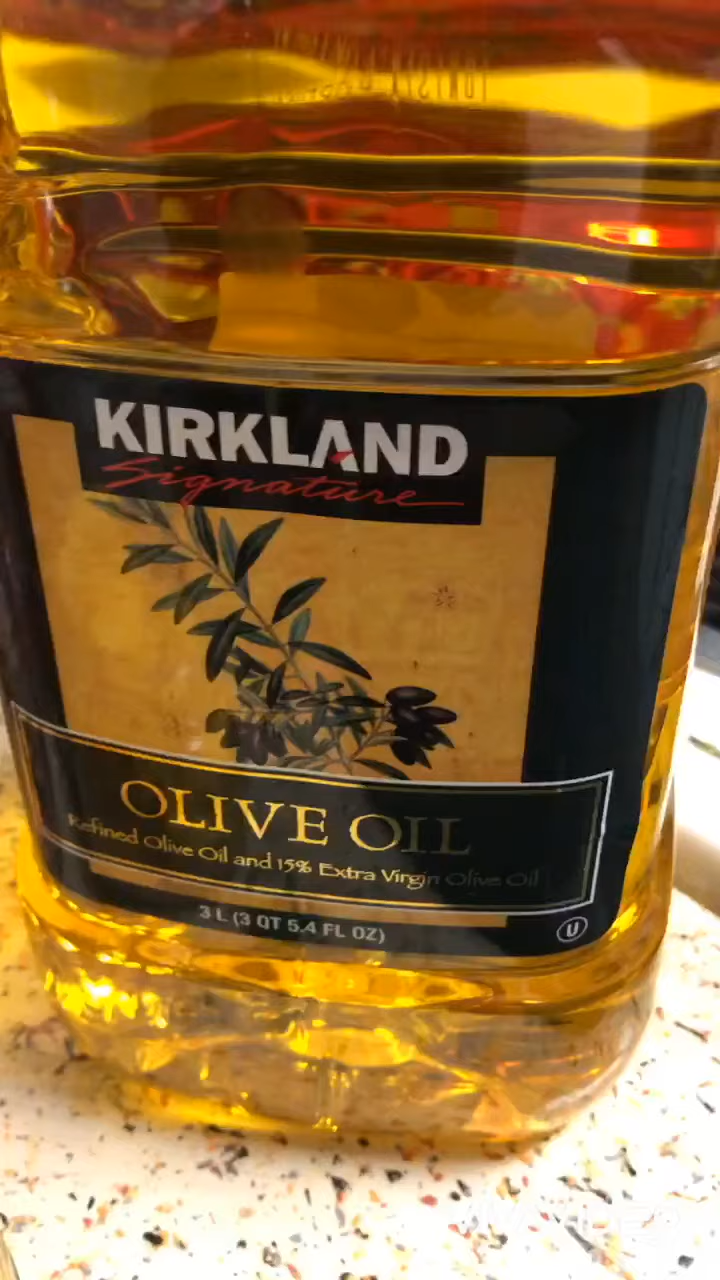 KIRKLAND
Signature
OLIVE OIL
Refined Olive Oil and 15% Extra Virgin Olive Oil
3 L (3 QT 5.4 FL OZ)
U